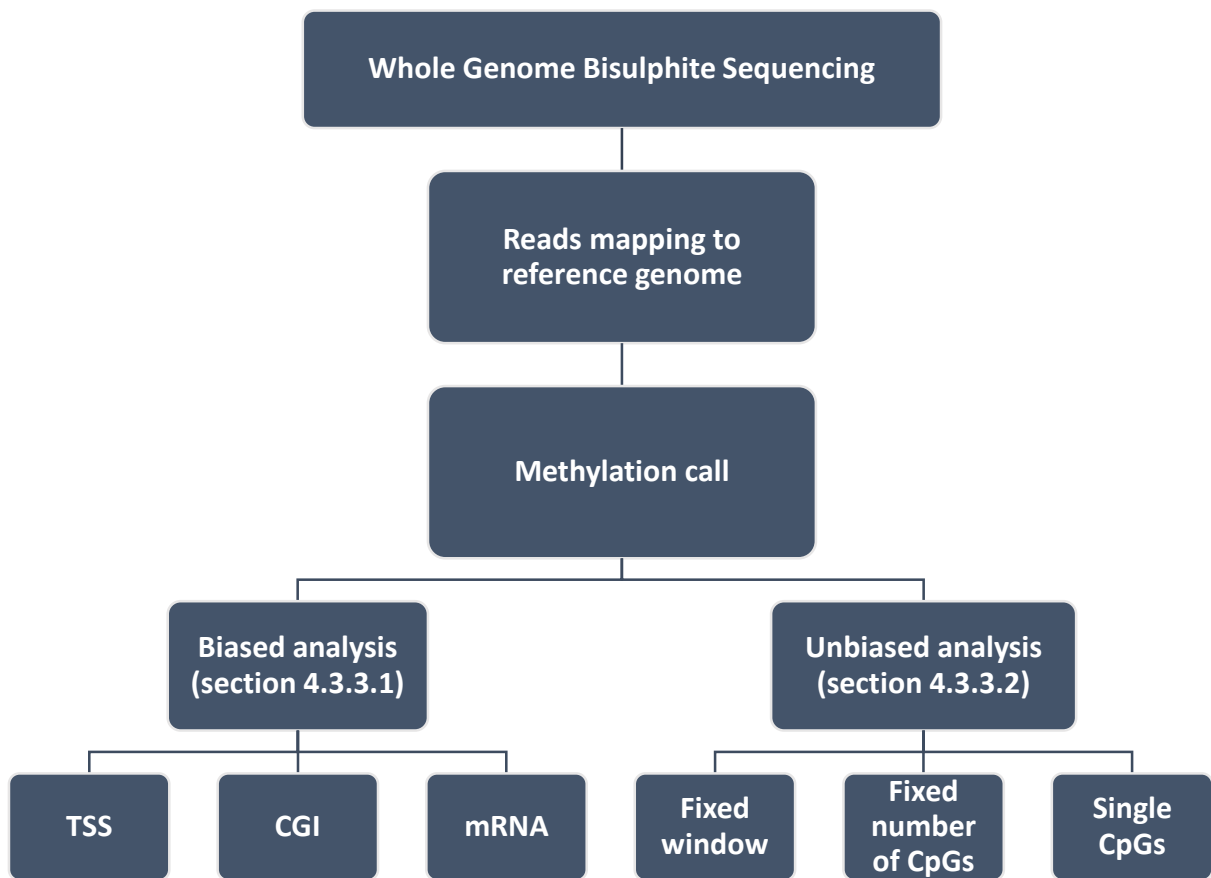 Whole Genome Bisulphite Sequencing
Reads mapping to
reference genome
Methylation call
Biased analysis
(section 4.3.3.1)
Unbiased analysis
(section 4.3.3.2)
TSS
CGI
mRNA
Fixed
window
Fixed
number
of CpGs
Single
CpGs